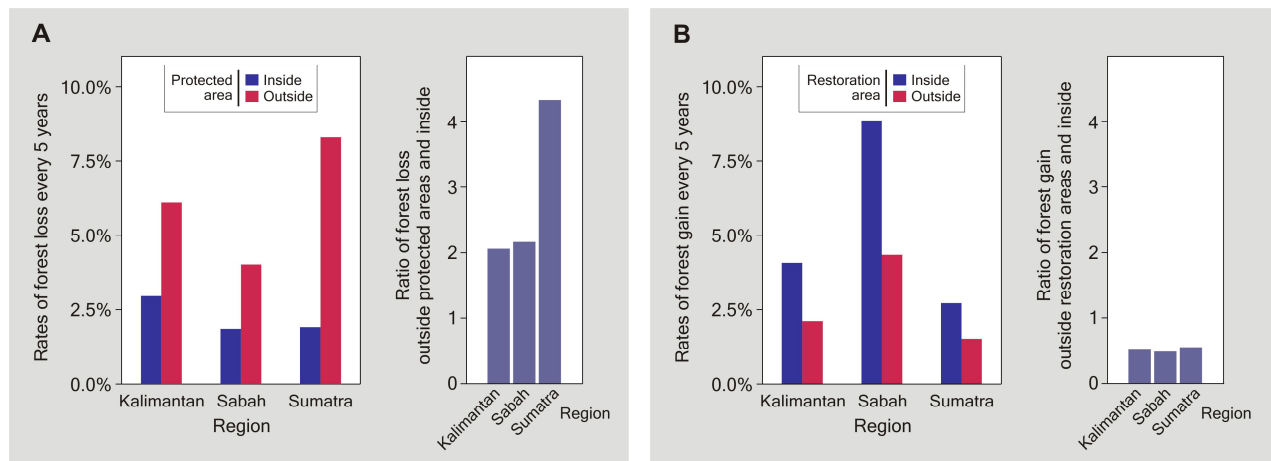 A
Rates of forest loss every 5 years
10.0%
7.5%
5.0%
2.5%
0.0%
Protected
area
Inside
Outside
Kalimantan
Sabah
Sumatra
Region
Ratio of forest loss
outside protected areas and inside
4
3
2
1
0
Kalimantan
Sabah
Sumatra
Region
B
Rates of forest gain every 5 years
10.0%
7.5%
5.0%
2.5%
0.0%
Restoration
area
Inside
Outside
Kalimantan
Sabah
Sumatra
Region
Ratio of forest gain
outside restoration areas and inside
4
3
2
1
0
Kalimantan
Sabah
Sumatra
Region